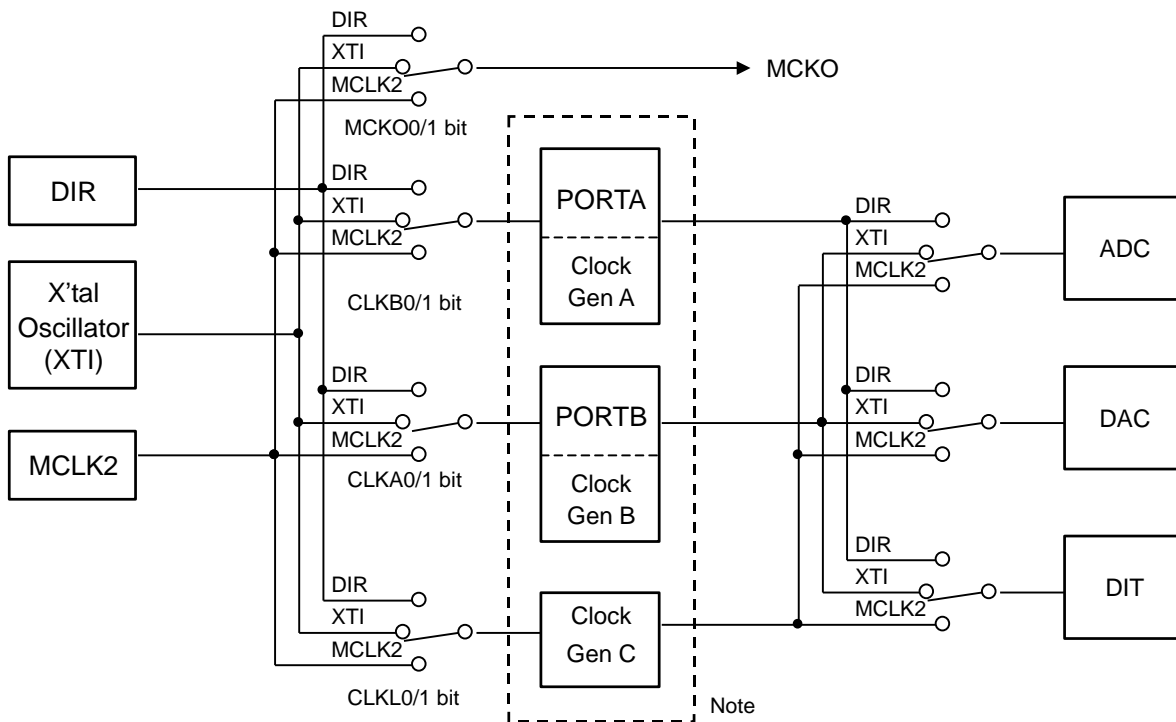 DIR
XTI
MCLK2
MCKO
MCKO0/1 bit
DIR
X'tal
Oscillator
(XTI)
MCLK2
DIR
XTI
MCLK2
CLKB0/1 bit
DIR
XTI
MCLK2
CLKA0/1 bit
DIR
XTI
MCLK2
CLKL0/1 bit
PORTA
Clock
Gen A
PORTB
Clock
Gen B
Clock
Gen C
Note
DIR
XTI
MCLK2
ADC
DIR
XTI
MCLK2
DAC
DIR
XTI
MCLK2
DIT